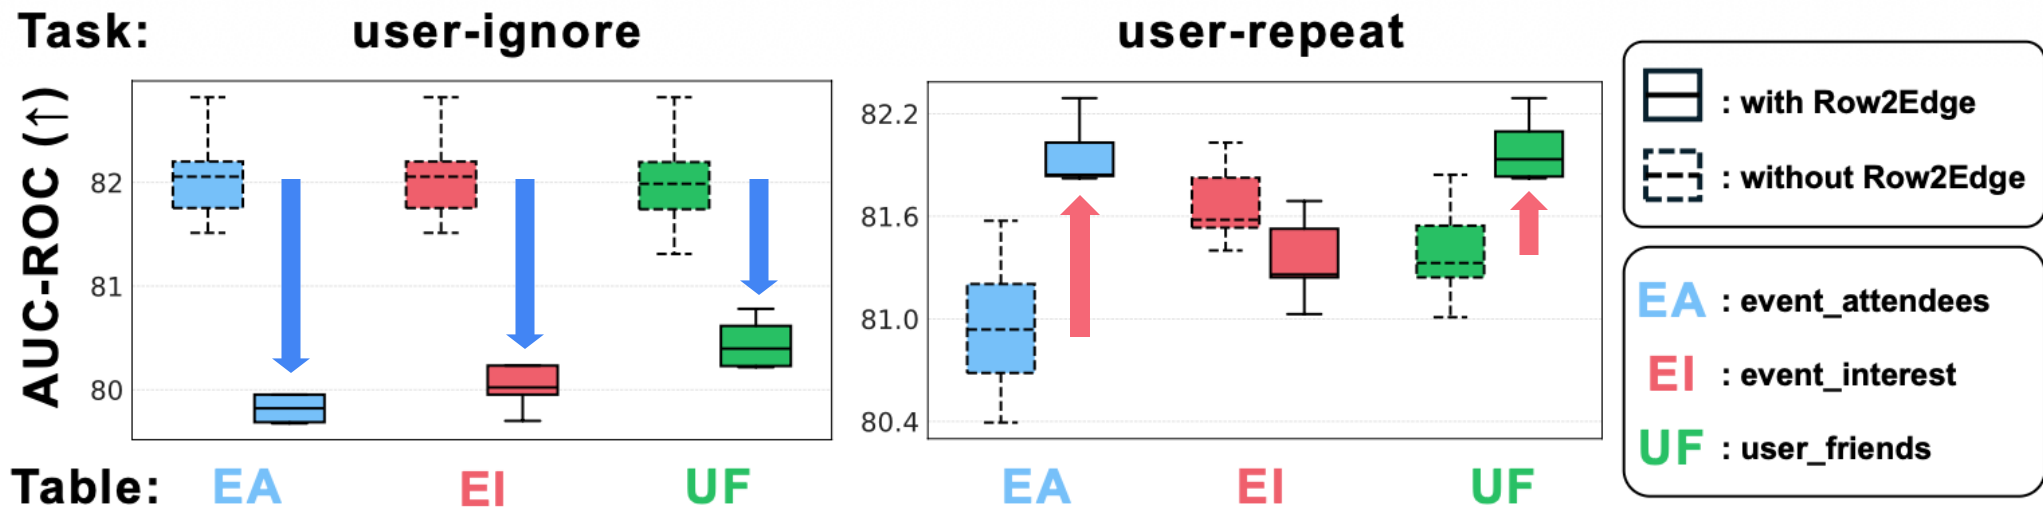 Task: user-ignore user-repeat
AUC-ROC (↑)
82
81
80
82.2
81.6
81.0
80.4
Table: EA EI UF EA EI UF
: with Row2Edge
: without Row2Edge
EA : event_attendees
EI : event_interest
UF : user_friends